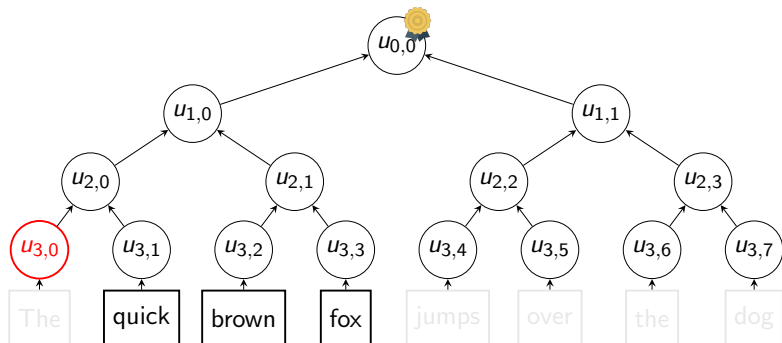 u0,0
u1,0 u1,1
u2,0 u2,1 u2,2 u2,3
u3,0 u3,1 u3,2 u3,3 u3,4 u3,5 u3,6 u3,7
The quick brown fox jumps over the dog